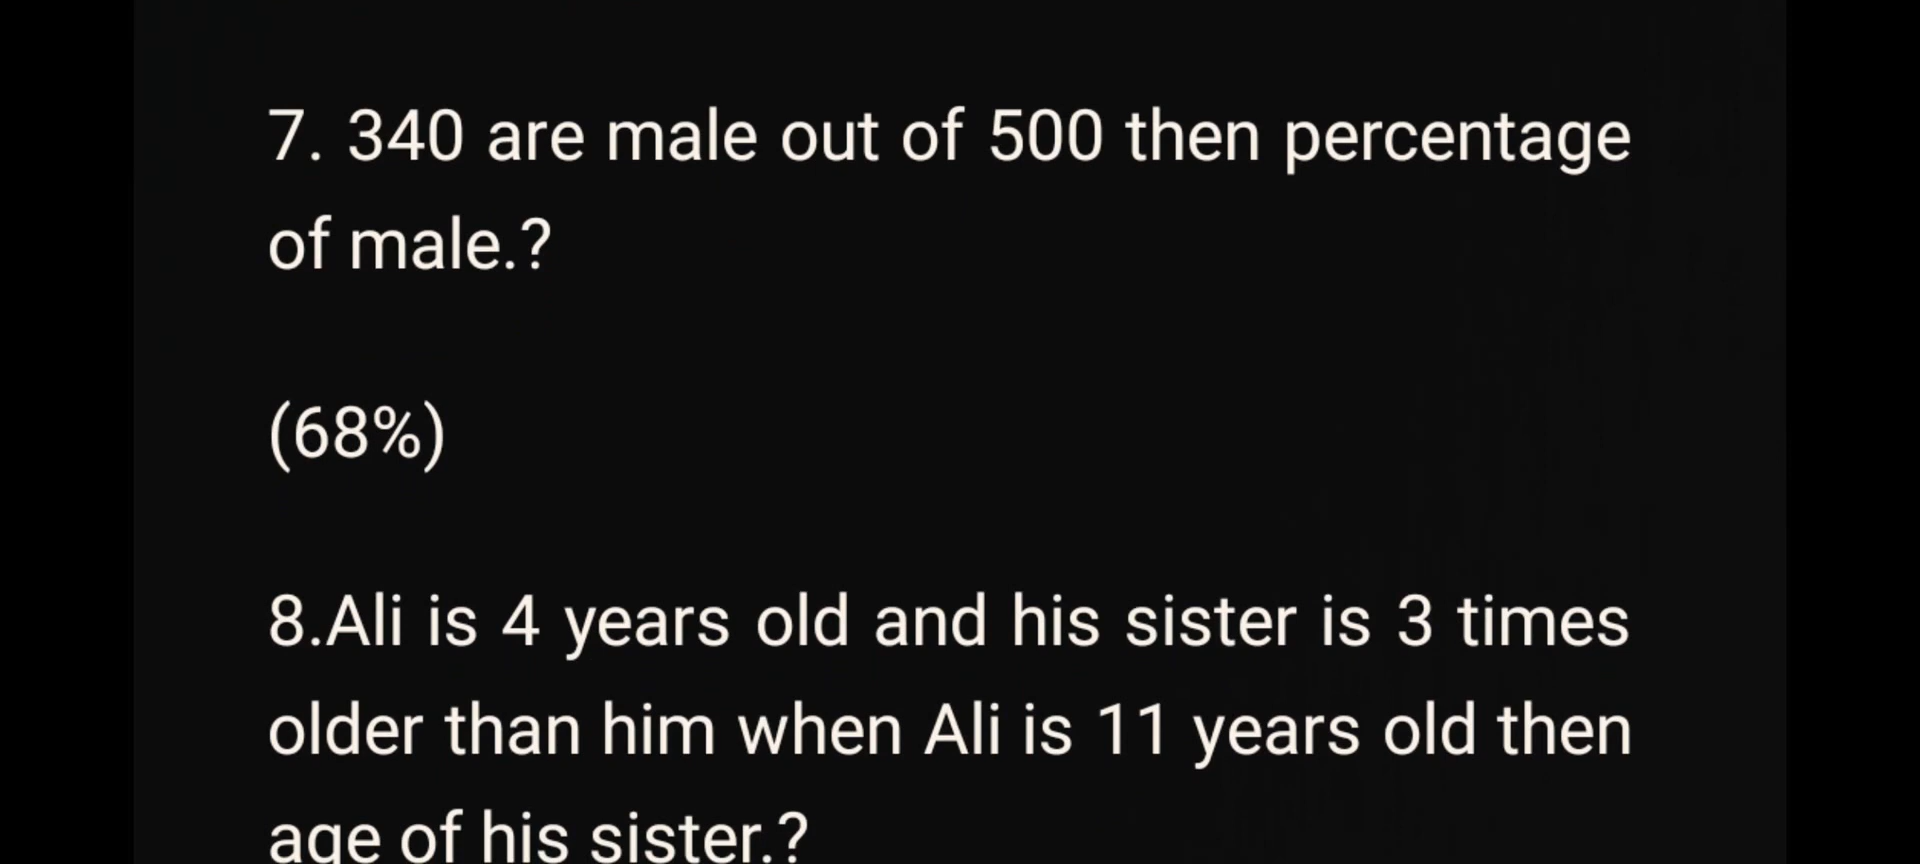 7. 340 are male out of 500 then percentage
of male.?
(68%)
8.Ali is 4 years old and his sister is 3 times
older than him when Ali is 11 years old then
age of his sister.?